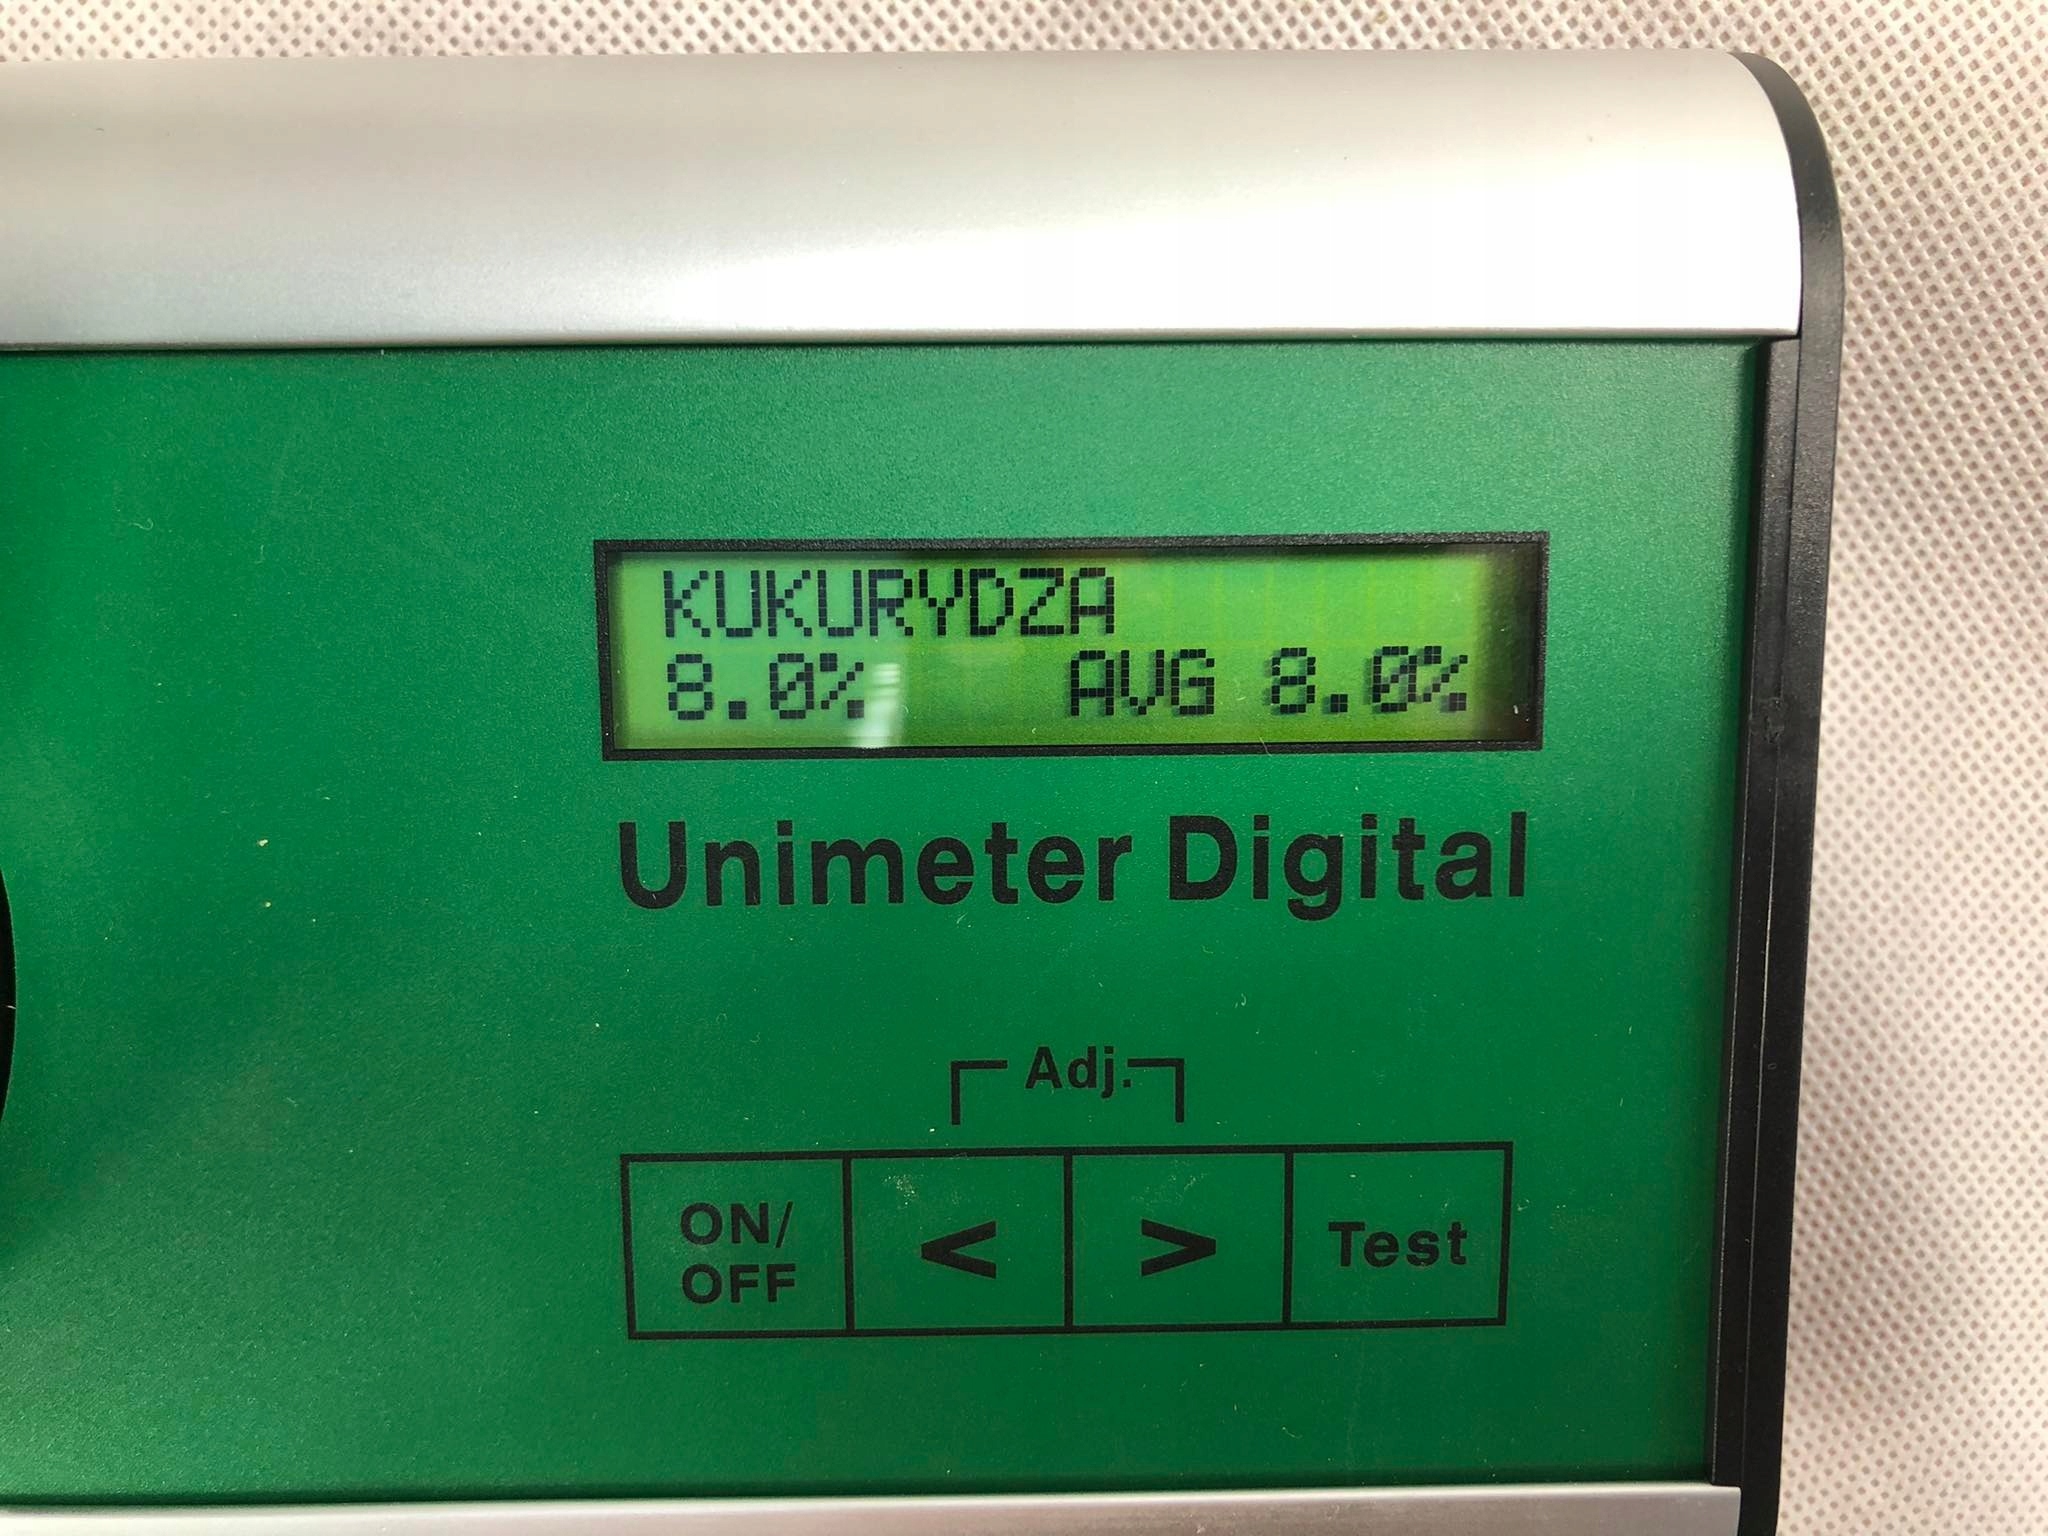 KUKURYDZA
8.0% AVG 8.0%
Unimeter Digital
Adj.
ON/
OFF
<
>
Test